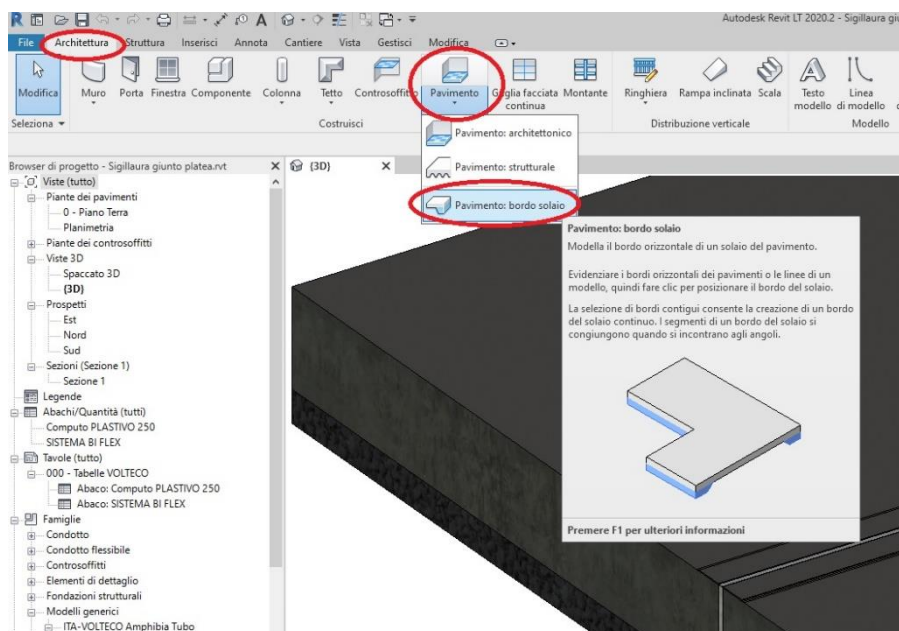 Autodesk Revit LT 2020.2 - Sigillaura
File Architettura Struttura Inserisci Annota Cantiere Vista Gestisci Modifica
Modifica Muro Porta Finestra Componente Colonna Tetto Controsoffitto Pavimento facciata Montante Ringhiera Rampa inclinata Scala Testo Linea
continua modello di modello
Seleziona Costruisci Distribuzione verticale Modello
Browser di progetto - Sigillaura giunto platea.rvt
{3D}
Pavimento: architettonico
Pavimento: strutturale
Pavimento: bordo solaio
Viste (tutto)
Piante dei pavimenti
0 - Piano Terra
Planimetria
Piante dei controsoffitti
Viste 3D
Spaccato 3D
{3D}
Prospetti
Est
Nord
Sud
Sezioni (Sezione 1)
Sezione 1
Legende
Abachi/Quantità (tutti)
Computo PLASTIVO 250
SISTEMA BI FLEX
Tavole (tutto)
000 - Tabelle VOLTECO
Abaco: Computo PLASTIVO 250
Abaco: SISTEMA BI FLEX
Famiglie
Condotto
Condotto flessibile
Controsoffitti
Elementi di dettaglio
Fondazioni strutturali
Modelli generici
ITA-VOLTECO Amphibia Tubo
Pavimento: bordo solaio
Modella il bordo orizzontale di un solaio del pavimento.
Evidenziare i bordi orizzontali dei pavimenti o le linee di un
modello, quindi fare clic per posizionare il bordo del solaio.
La selezione di bordi contigui consente la creazione di un bordo
del solaio continuo. I segmenti di un bordo del solaio si
congiungono quando si incontrano agli angoli.
Premere F1 per ulteriori informazioni